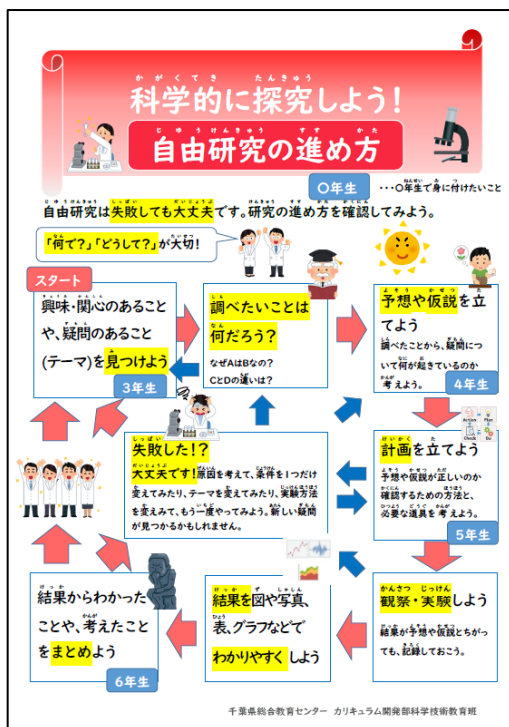 科学的に探究しよう！
自由研究の進め方
〇年生 ・・・〇年生で身に付けたいこと
自由研究は失敗しても大丈夫です。研究の進め方を確認してみよう。
「何で？」「どうして？」が大切！
スタート
興味・関心のあること
や、疑問のあること
(テーマ)を見つけよう
3年生
調べたいことは
何だろう？
なぜAはBなの？
CとDの違いは？
予想や仮説を立
てよう
調べたことから、疑問につ
いて何が起きているのか
考えよう。
4年生
失敗した！？
大丈夫です！原因を考えて、条件を1つだけ
変えてみたり、テーマを変えてみたり、実験方法
を変えみて、もう一度やってみよう。新しい疑問
が見つかるかもしれません。
Action
Plan
Check
Do
計画を立てよう
予想や仮説が正しいのか
確認するための方法と、
必要な道具を考えよう。
5年生
観察・実験しよう
結果が予想や仮説とちがっ
ても、記録しておこう。
結果を図や写真、
表、グラフなどで
わかりやすくしよう
結果からわかった
ことや、考えたこと
をまとめよう
6年生
千葉県総合教育センター カリキュラム開発部科学技術教育班